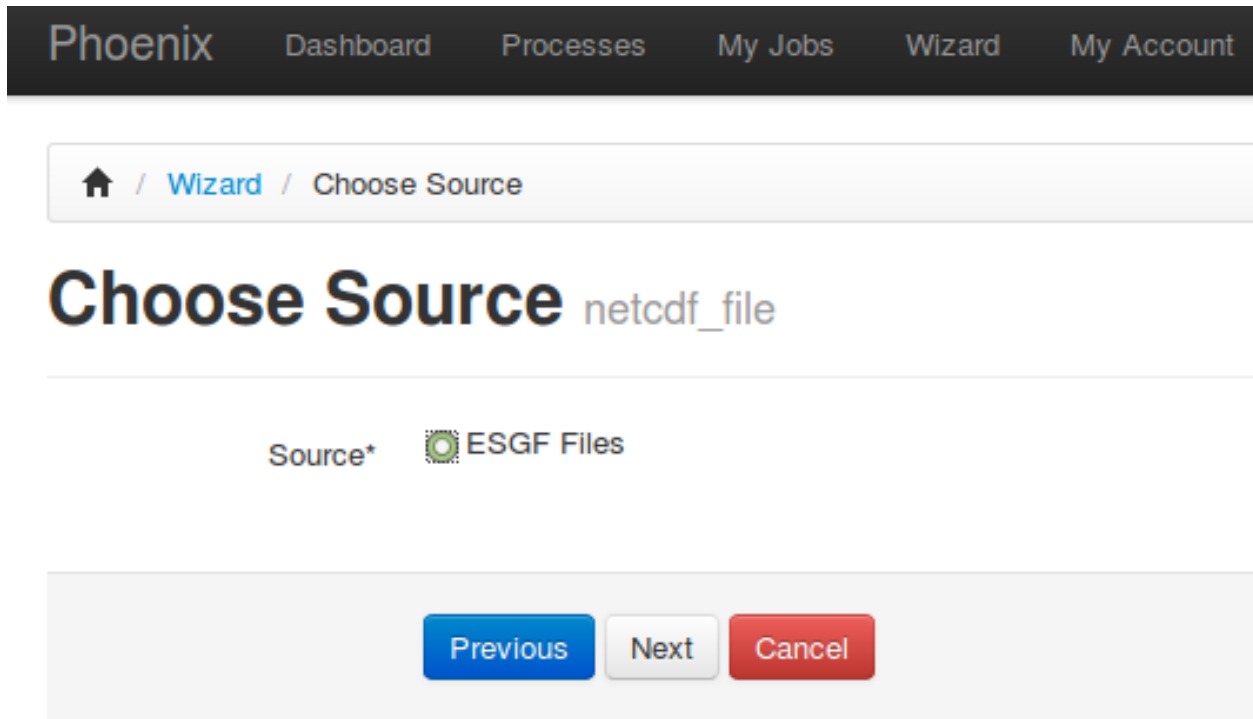 Phoenix Dashboard Processes My Jobs Wizard My Account
/ Wizard / Choose Source
Choose Source netcdf_file
Source* ESGF Files
Previous Next Cancel